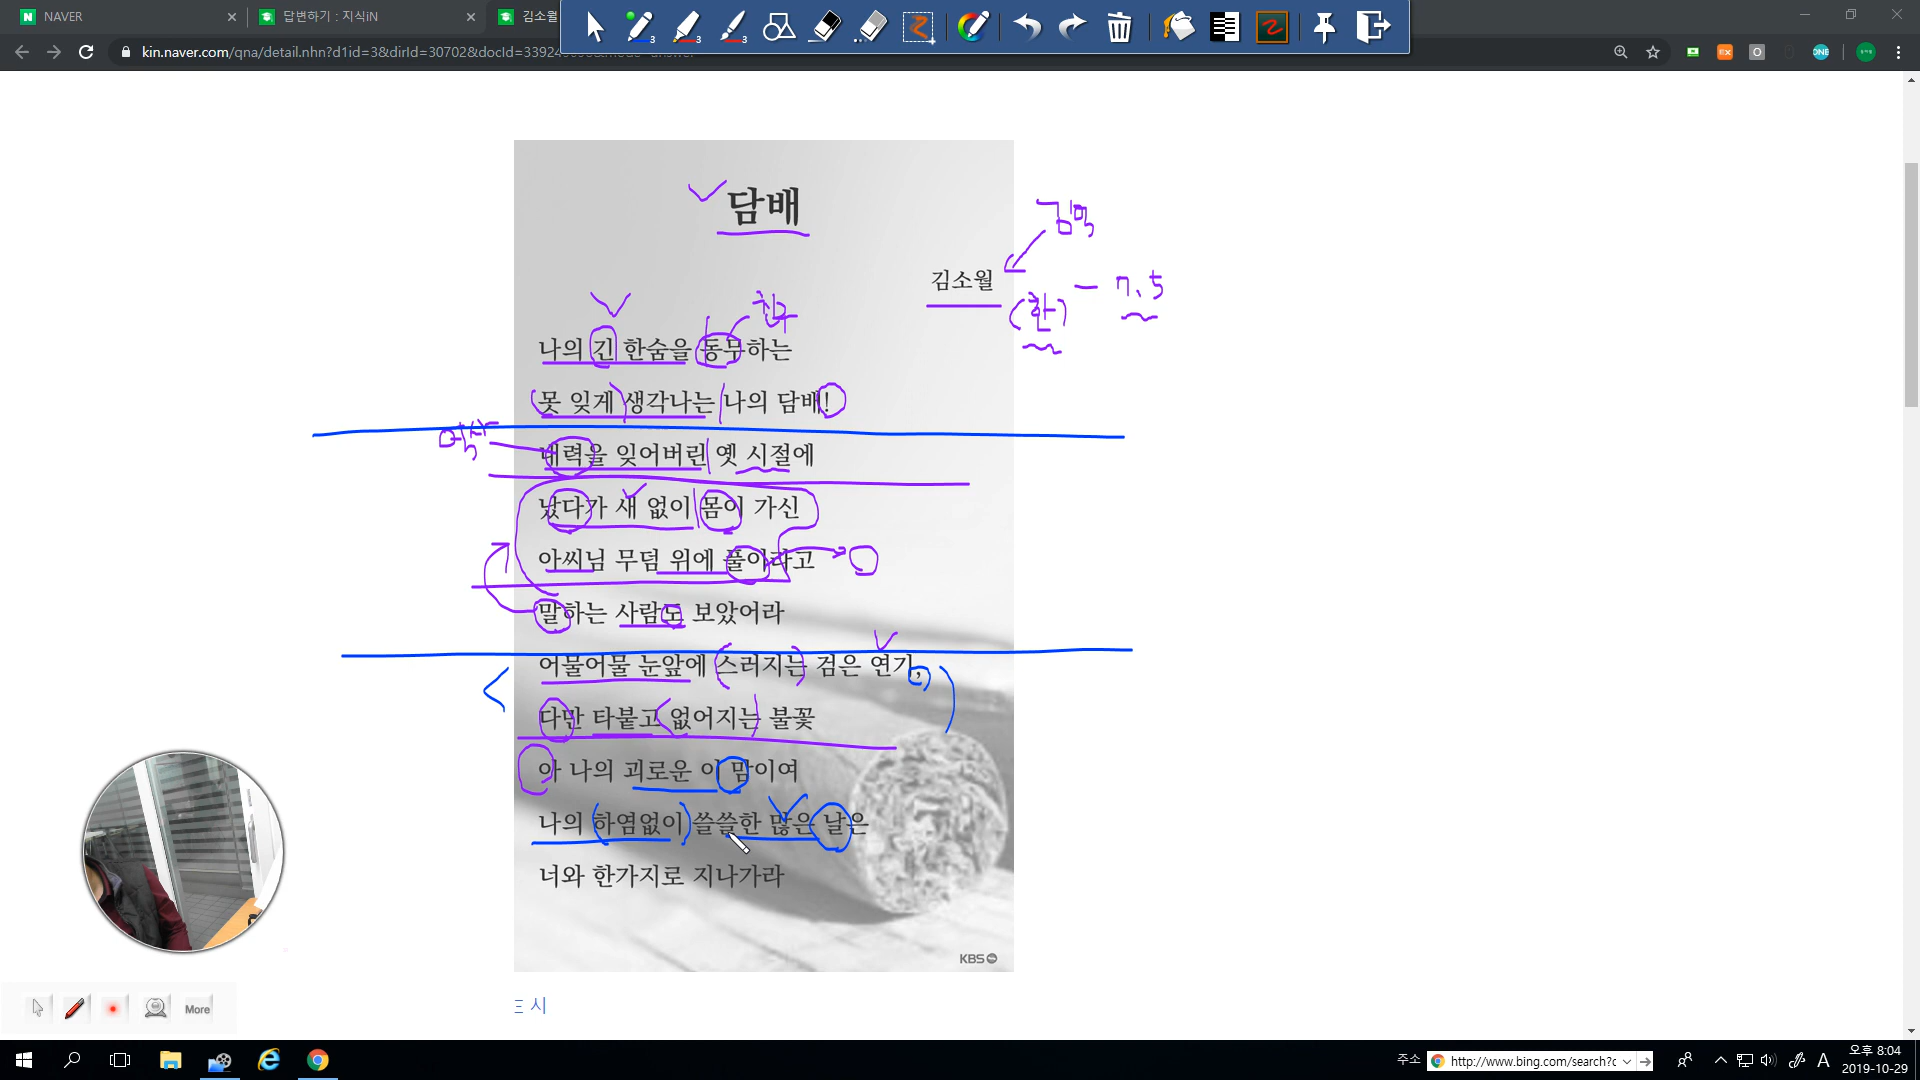 NAVER
답변하기 : 지식iN
김소월
kin.naver.com/qna/detail.nhn?d1id=3&dirId=30702&docId=
담배
김억
김소월
(한) - 7.5
친구
나의 긴 한숨을 동무하는
못 잊게 생각나는 나의 담배!
역사
내력을 잊어버린 옛 시절에
났다가 새 없이 몸이 가신
아씨님 무덤 위에 풀이라고
말하는 사람도 보았어라
어물어물 눈앞에 스러지는 검은 연기,
다만 타붙고 없어지는 불꽃
아 나의 괴로운 이 맘이여
나의 하염없이 쓸쓸한 많은 날은
너와 한가지로 지나가라
KBS
시
More
주소
http://www.bing.com/search?c
A
오후 8:04
2019-10-29